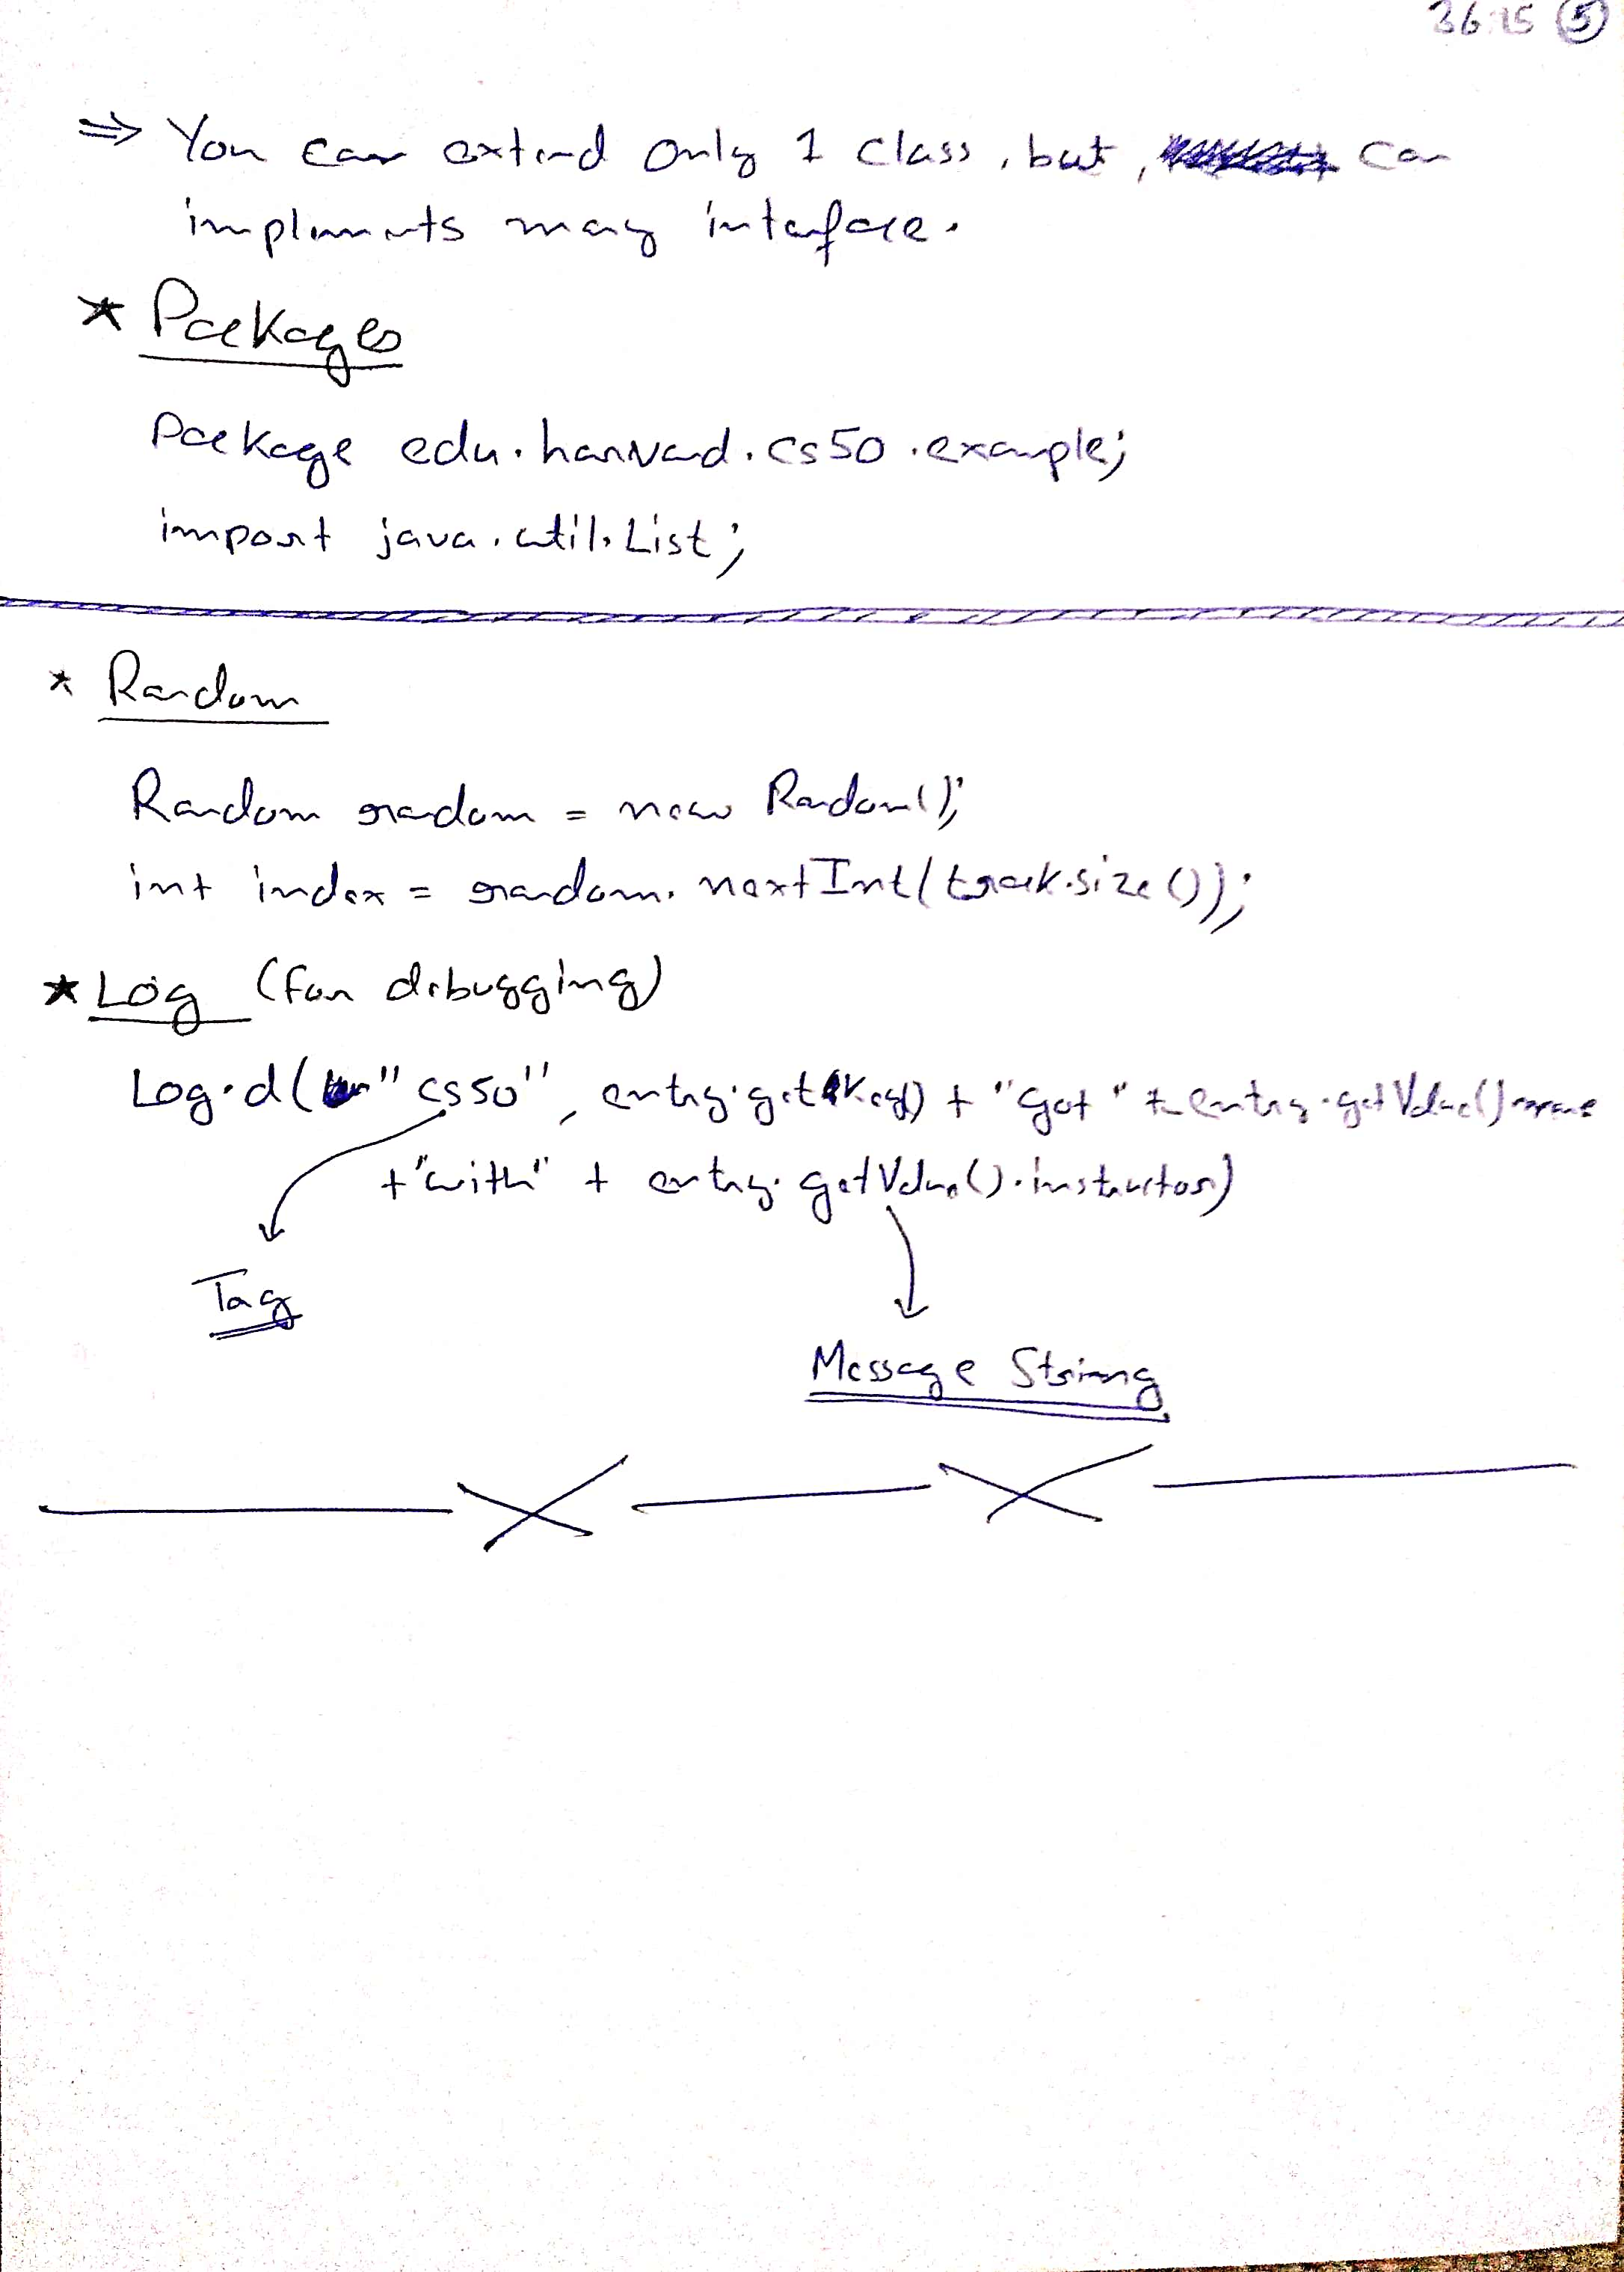 36:15 (5)
⇒ You can extend only 1 class, but, can
implements many interface.
* Packages
Package edu.harvard.cs50.example;
import java.util.List;
* Random
Random random = new Random();
int index = random.nextInt(track.size());
* Log (for debugging)
Log.d("cs50", entry.getKey() + "got" + entry.getValue().name
+"with" + entry.getValue().instructor)
Tag
Message String